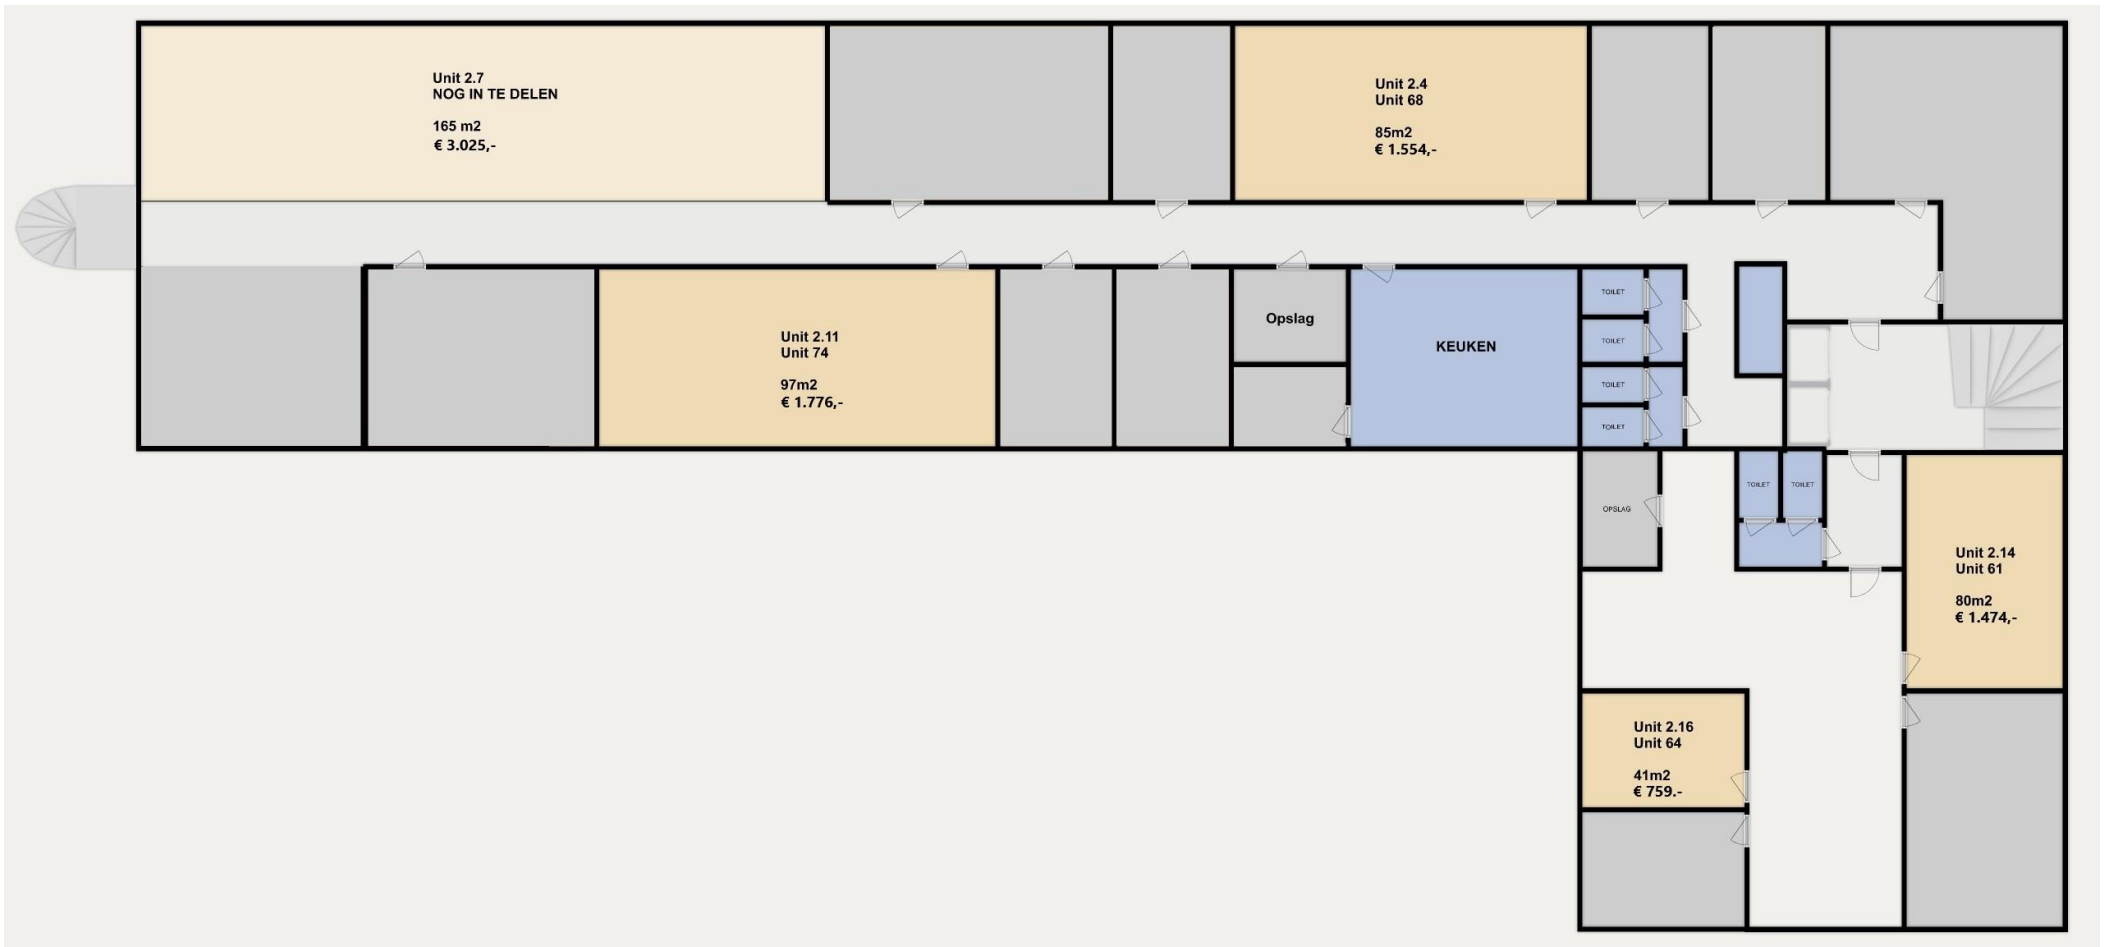 Unit 2.7
NOG IN TE DELEN
165 m2
€ 3.025,-
Unit 2.4
Unit 68
85m2
€ 1.554,-
Unit 2.11
Unit 74
97m2
€ 1.776,-
Opslag
KEUKEN
TOILET
TOILET
TOILET
TOILET
OPSLAG
TOILET
TOILET
Unit 2.14
Unit 61
80m2
€ 1.474,-
Unit 2.16
Unit 64
41m2
€ 759.-